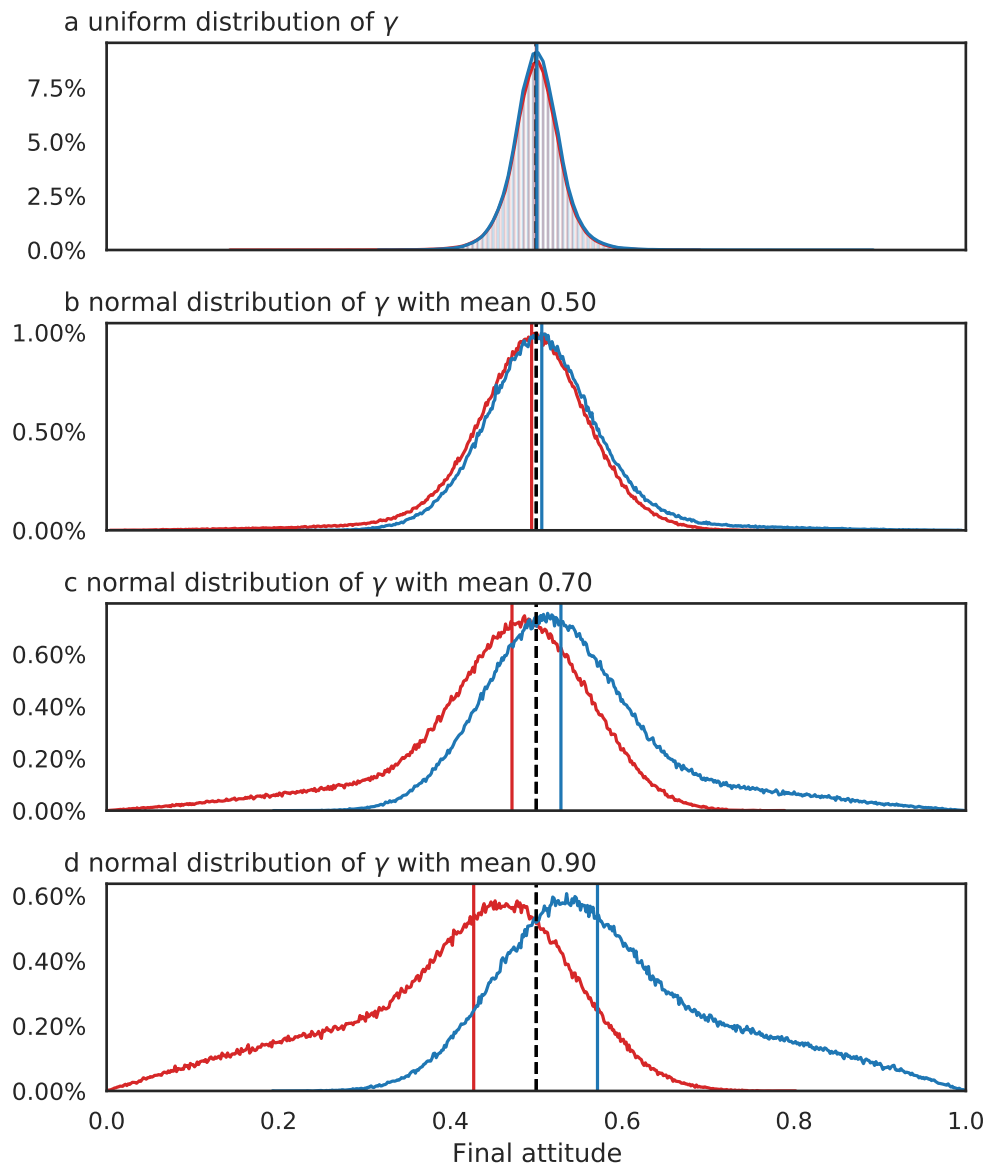 a uniform distribution of γ
7.5%
5.0%
2.5%
0.0%
b normal distribution of γ with mean 0.50
1.00%
0.50%
0.00%
c normal distribution of γ with mean 0.70
0.60%
0.40%
0.20%
0.00%
d normal distribution of γ with mean 0.90
0.60%
0.40%
0.20%
0.00%
0.0 0.2 0.4 0.6 0.8 1.0
Final attitude